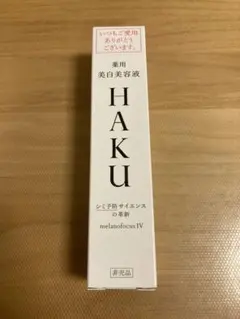 いつもご愛用
ありがとう
ございます。
薬用
美白美容液
HAKU
シミ予防サイエンス
の革新
melanofocus IV
非売品